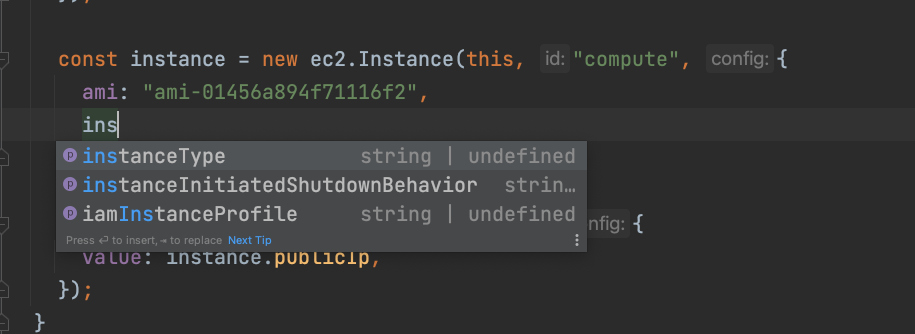 });
const instance = new ec2.Instance(this, id: "compute", config: {
ami: "ami-01456a894f71116f2",
ins
instanceType string | undefined
instanceInitiatedShutdownBehavior strin…
iamInstanceProfile string | undefined
nfig: {
Press ⏎ to insert, ⇥ to replace Next Tip
value: instance.publicIp,
});
}